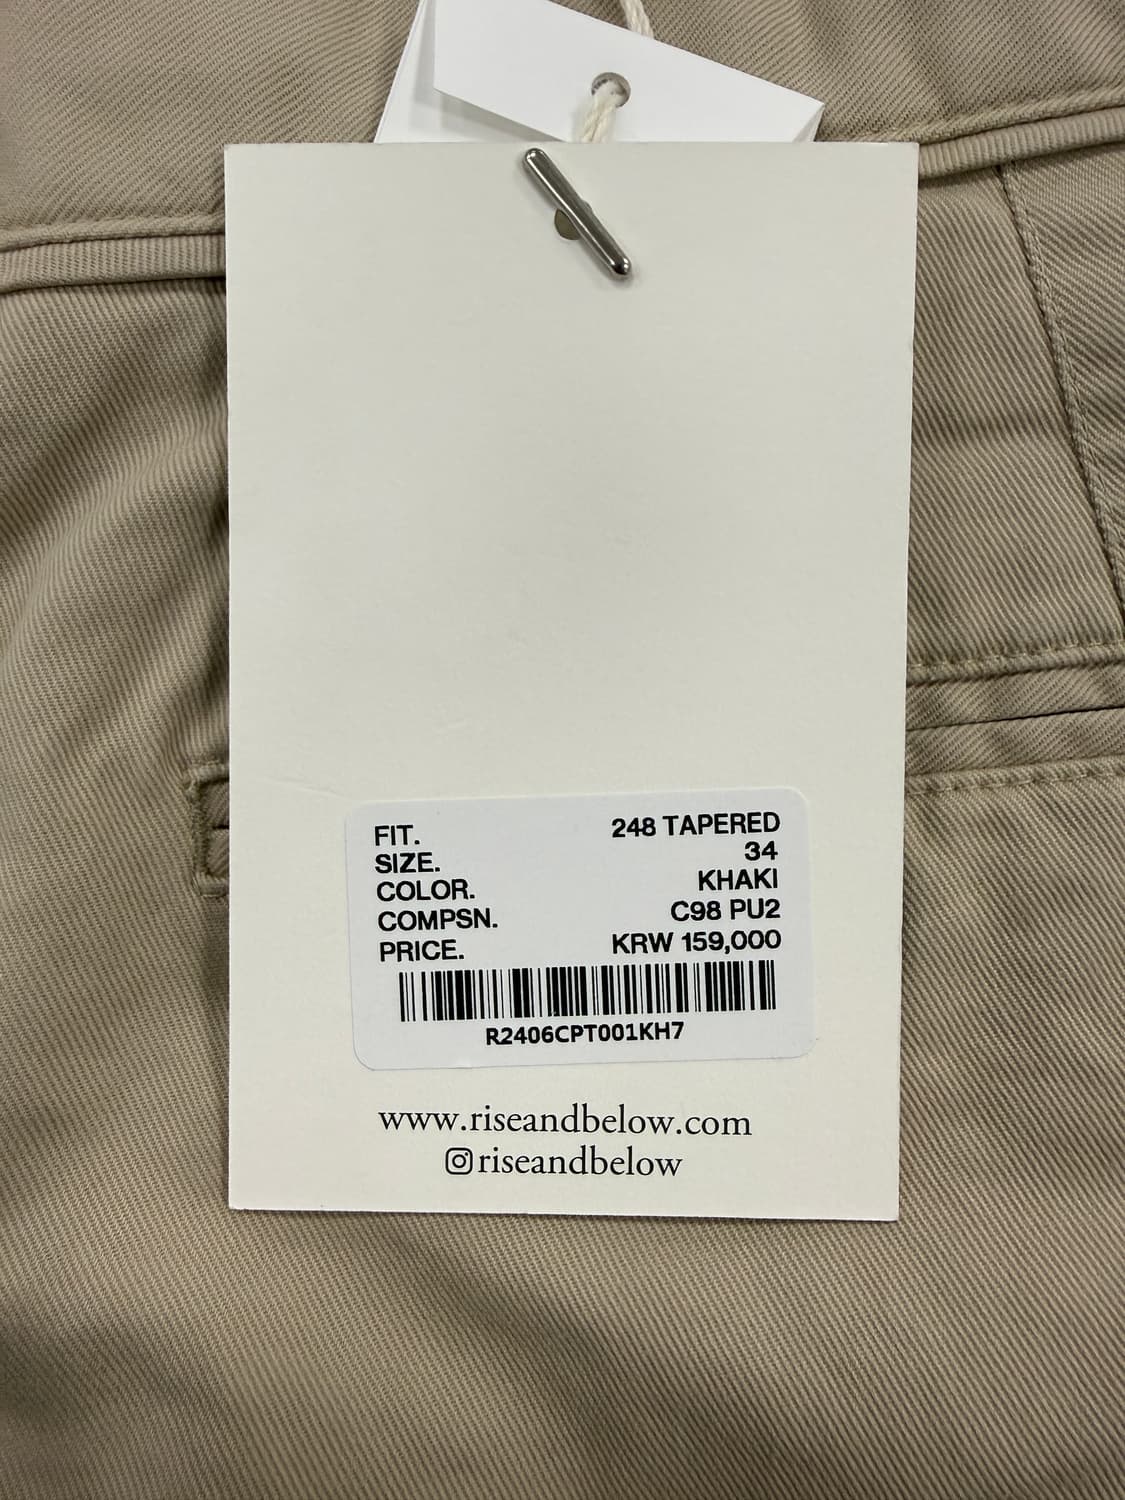 FIT. 248 TAPERED
SIZE. 34
COLOR. KHAKI
COMPSN. C98 PU2
PRICE. KRW 159,000
R2406CPT001KH7
www.riseandbelow.com
riseandbelow